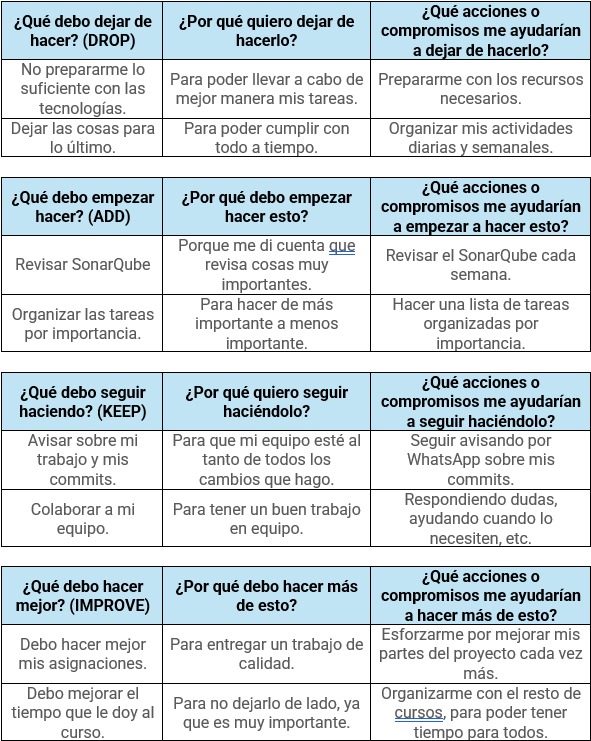 ¿Qué debo dejar de hacer? (DROP)
¿Por qué quiero dejar de hacerlo?
¿Qué acciones o compromisos me ayudarían a dejar de hacerlo?
No prepararme lo suficiente con las tecnologías.
Para poder llevar a cabo de mejor manera mis tareas.
Prepararme con los recursos necesarios.
Dejar las cosas para lo último.
Para poder cumplir con todo a tiempo.
Organizar mis actividades diarias y semanales.
¿Qué debo empezar hacer? (ADD)
¿Por qué debo empezar hacer esto?
¿Qué acciones o compromisos me ayudarían a empezar a hacer esto?
Revisar SonarQube
Porque me di cuenta que revisa cosas muy importantes.
Revisar el SonarQube cada semana.
Organizar las tareas por importancia.
Para hacer de más importante a menos importante.
Hacer una lista de tareas organizadas por importancia.
¿Qué debo seguir haciendo? (KEEP)
¿Por qué quiero seguir haciéndolo?
¿Qué acciones o compromisos me ayudarían a seguir haciéndolo?
Avisar sobre mi trabajo y mis commits.
Para que mi equipo esté al tanto de todos los cambios que hago.
Seguir avisando por WhatsApp sobre mis commits.
Colaborar a mi equipo.
Para tener un buen trabajo en equipo.
Respondiendo dudas, ayudando cuando lo necesiten, etc.
¿Qué debo hacer mejor? (IMPROVE)
¿Por qué debo hacer más de esto?
¿Qué acciones o compromisos me ayudarían a hacer más de esto?
Debo hacer mejor mis asignaciones.
Para entregar un trabajo de calidad.
Esforzarme por mejorar mis partes del proyecto cada vez más.
Debo mejorar el tiempo que le doy al curso.
Para no dejarlo de lado, ya que es muy importante.
Organizarme con el resto de cursos, para poder tener tiempo para todos.